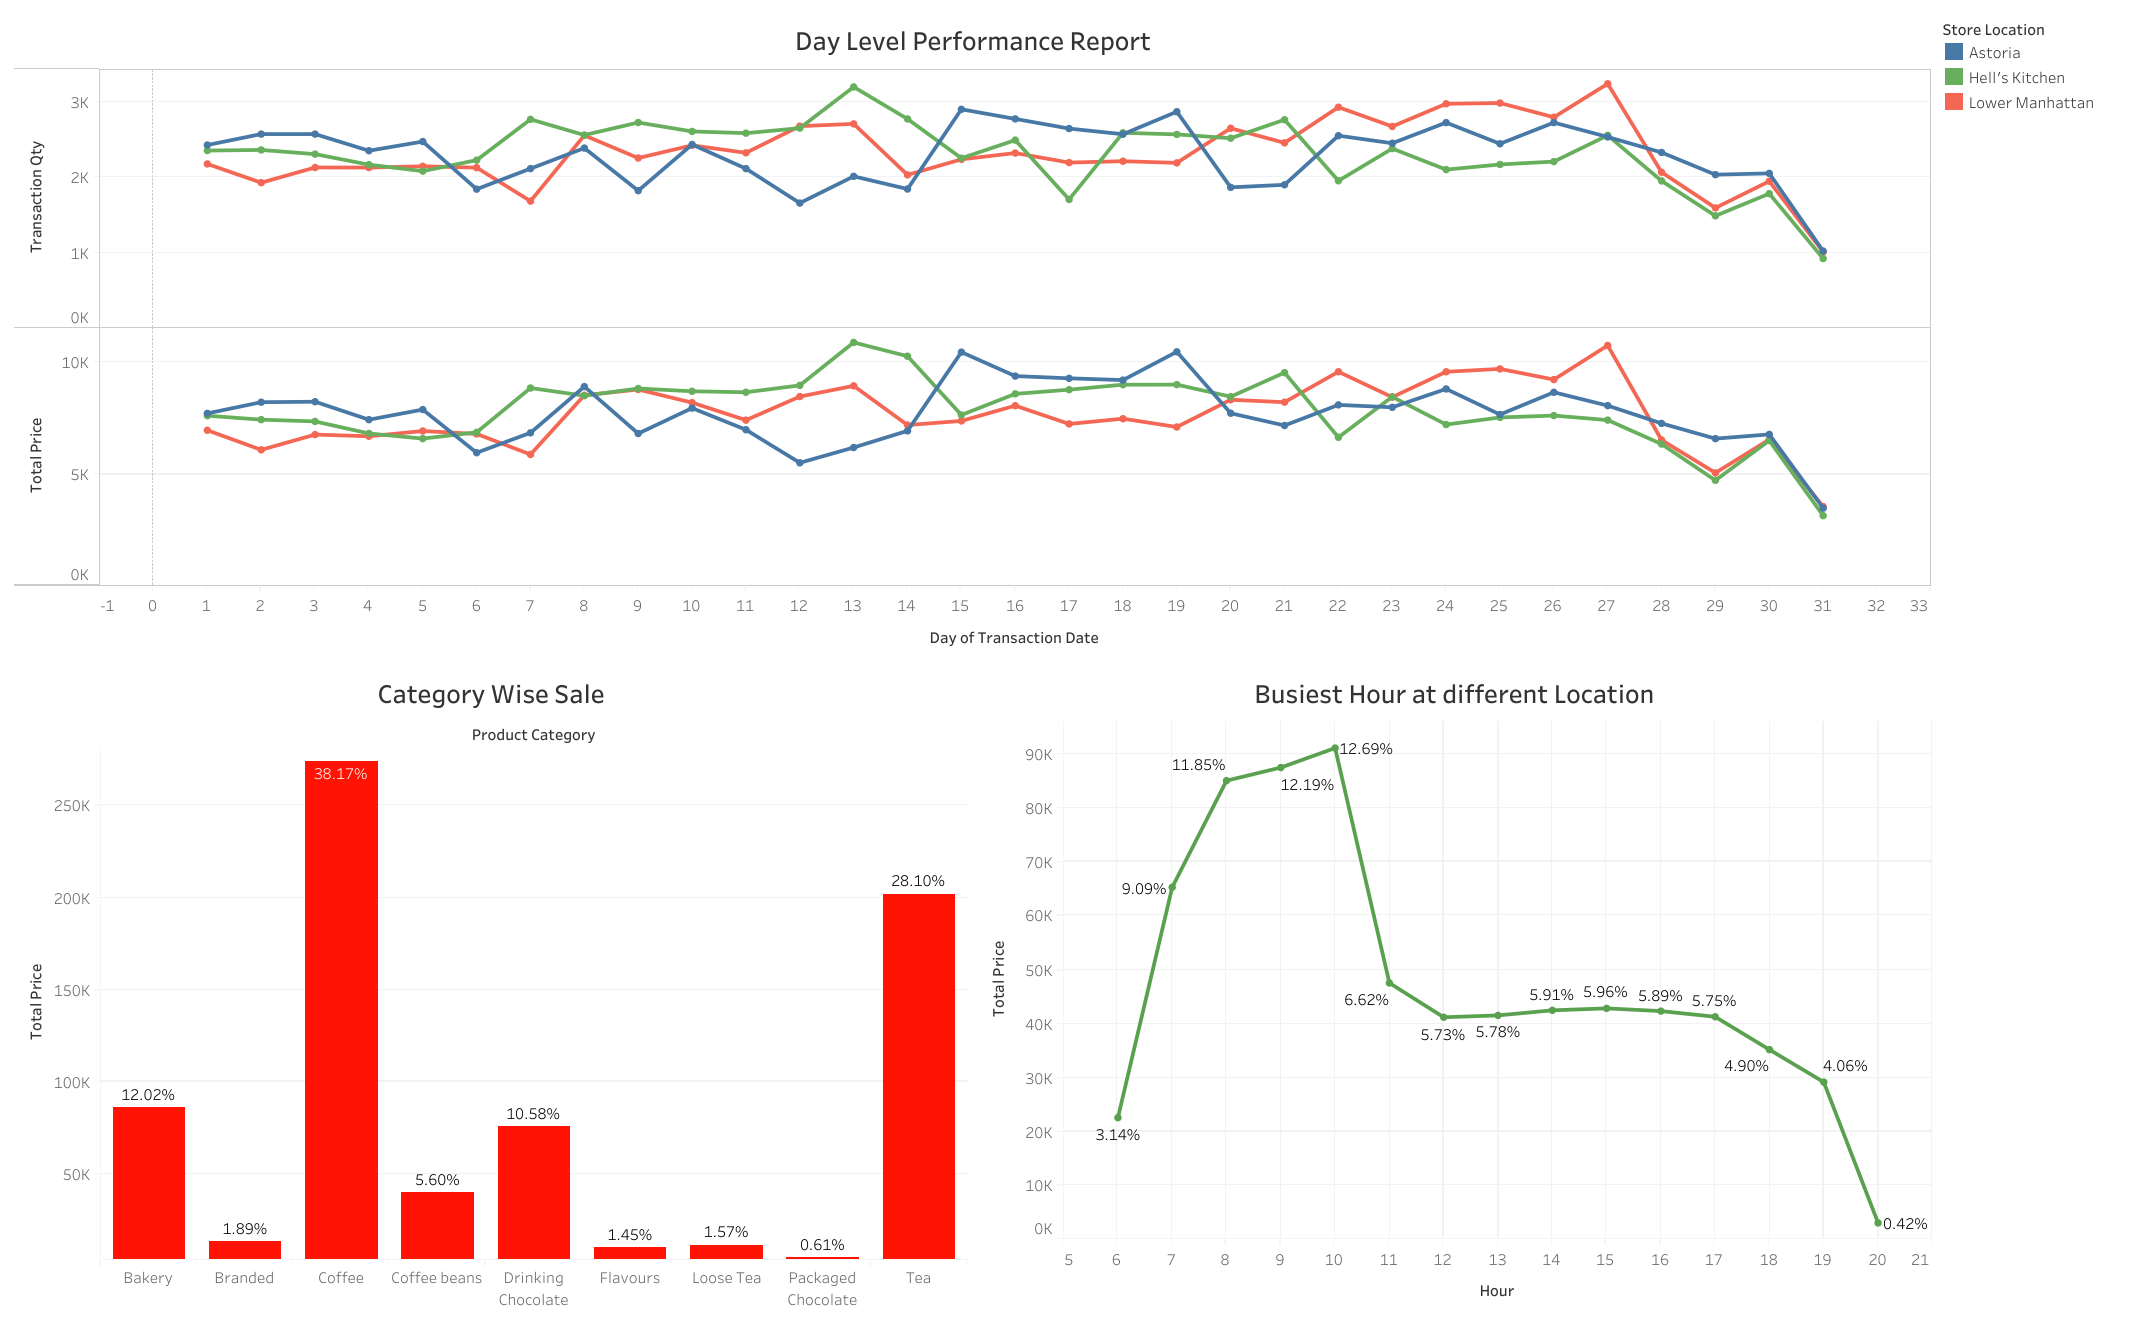 Day Level Performance Report
Store Location
Astoria
Hell's Kitchen
Lower Manhattan
Transaction Qty
3K
2K
1K
0K
Total Price
10K
5K
0K
-1 0 1 2 3 4 5 6 7 8 9 10 11 12 13 14 15 16 17 18 19 20 21 22 23 24 25 26 27 28 29 30 31 32 33
Day of Transaction Date
Category Wise Sale
Product Category
Total Price
250K
200K
150K
100K
50K
12.02%
1.89%
38.17%
5.60%
10.58%
1.45%
1.57%
0.61%
28.10%
Bakery Branded Coffee Coffee beans Drinking Flavours Loose Tea Packaged Tea
Chocolate Chocolate
Busiest Hour at different Location
Total Price
90K
80K
70K
60K
50K
40K
30K
20K
10K
0K
3.14%
9.09%
11.85%
12.19%
12.69%
6.62%
5.73%
5.78%
5.91%
5.96%
5.89%
5.75%
4.90%
4.06%
0.42%
5 6 7 8 9 10 11 12 13 14 15 16 17 18 19 20 21
Hour